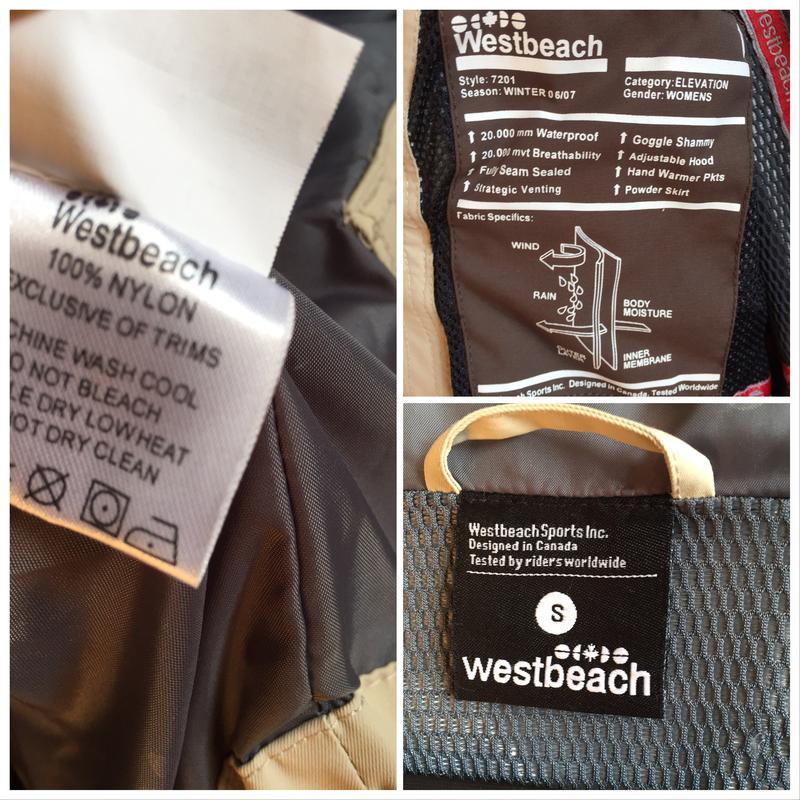 Westbeach
100% NYLON
EXCLUSIVE OF TRIMS
WASH COOL
NOT BLEACH
DRY LOW HEAT
DRY CLEAN
Westbeach
Style: 7201
Season: WINTER 06/07
Category: ELEVATION
Gender: WOMENS
20.000 mm Waterproof
20.000 mvt Breathability
Fully Seam Sealed
Strategic Venting
Goggle Shammy
Adjustable Hood
Hand Warmer Pkts
Powder Skirt
Fabric Specifics:
WIND
RAIN
BODY
MOISTURE
OUTER
LAYER
INNER
MEMBRANE
Sports Inc. Designed in Canada. Tested Worldwide
Westbeach
Westbeach Sports Inc.
Designed in Canada
Tested by riders worldwide
S
westbeach